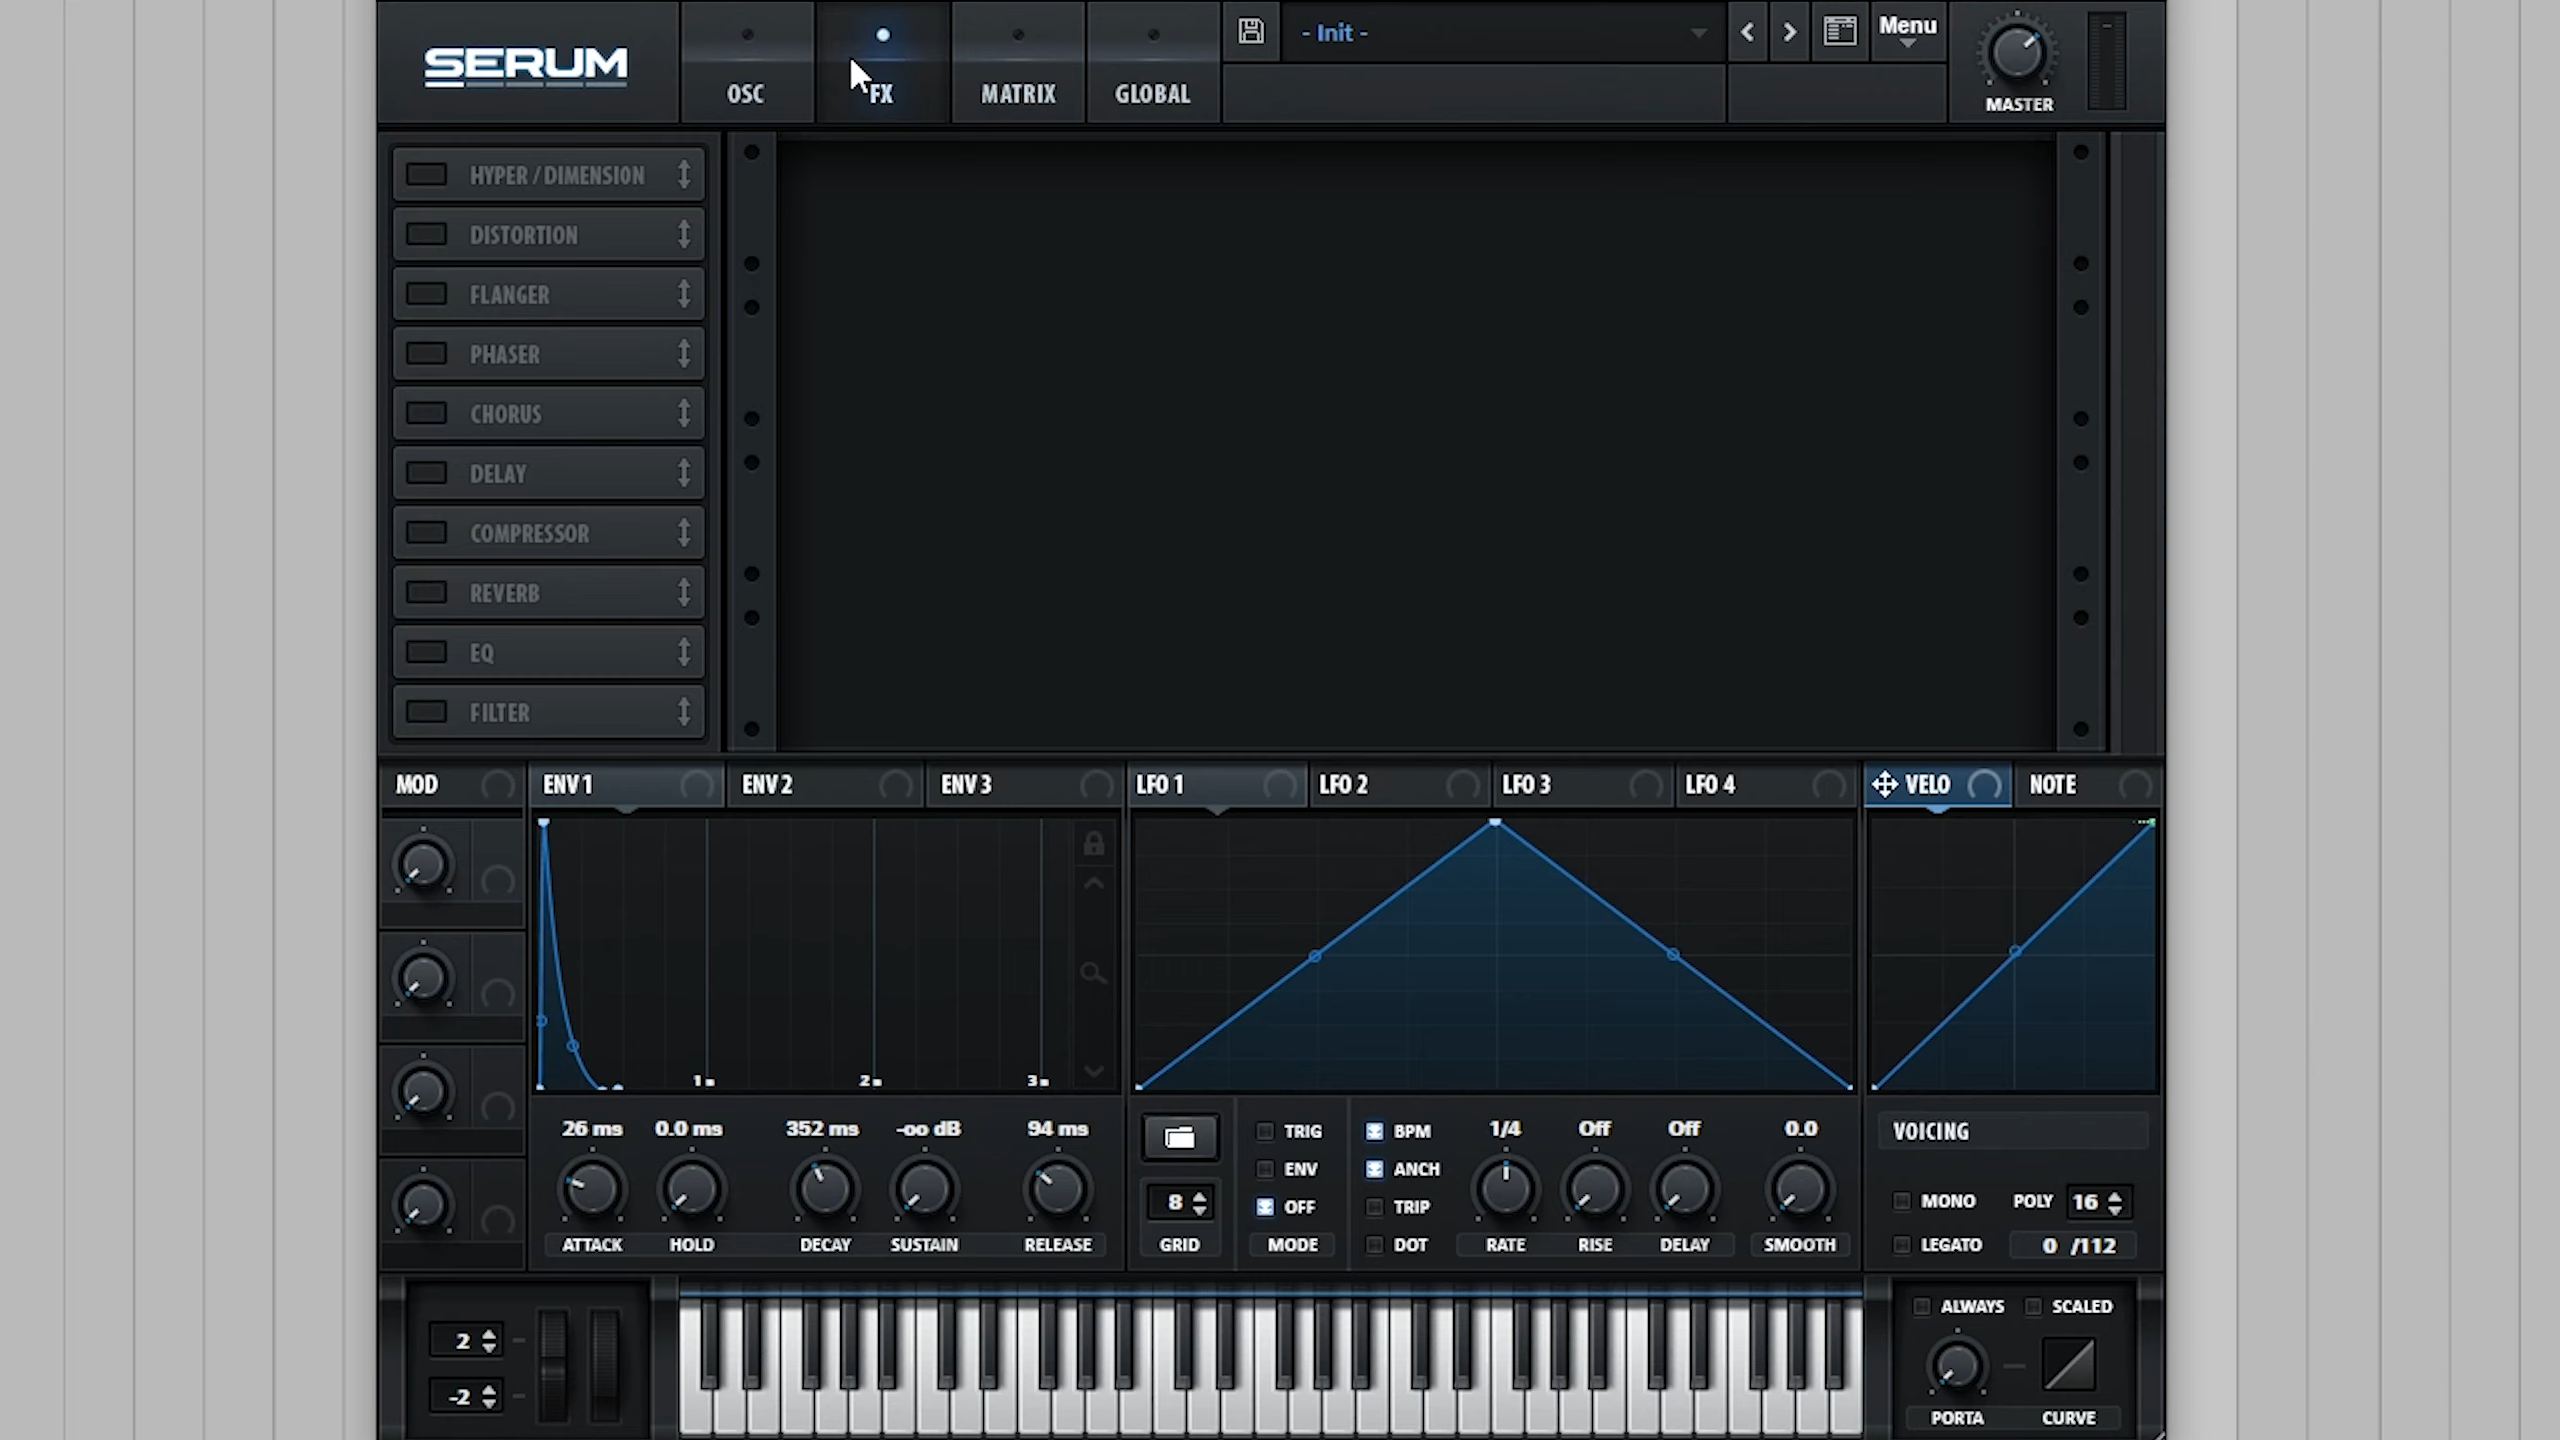 SERUM
OSC
FX
MATRIX
GLOBAL
- Init -
Menu
MASTER
HYPER / DIMENSION
DISTORTION
FLANGER
PHASER
CHORUS
DELAY
COMPRESSOR
REVERB
EQ
FILTER
MOD
ENV 1
ENV 2
ENV 3
LFO 1
LFO 2
LFO 3
LFO 4
VELO
NOTE
1s
2s
3s
26 ms
0.0 ms
352 ms
-oo dB
94 ms
ATTACK
HOLD
DECAY
SUSTAIN
RELEASE
8
GRID
TRIG
ENV
OFF
MODE
BPM
ANCH
TRIP
DOT
1/4
Off
Off
0.0
RATE
RISE
DELAY
SMOOTH
VOICING
MONO
POLY
16
LEGATO
0 /112
2
-2
ALWAYS
SCALED
PORTA
CURVE